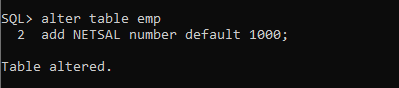 SQL> alter table emp
  2  add NETSAL number default 1000;
Table altered.